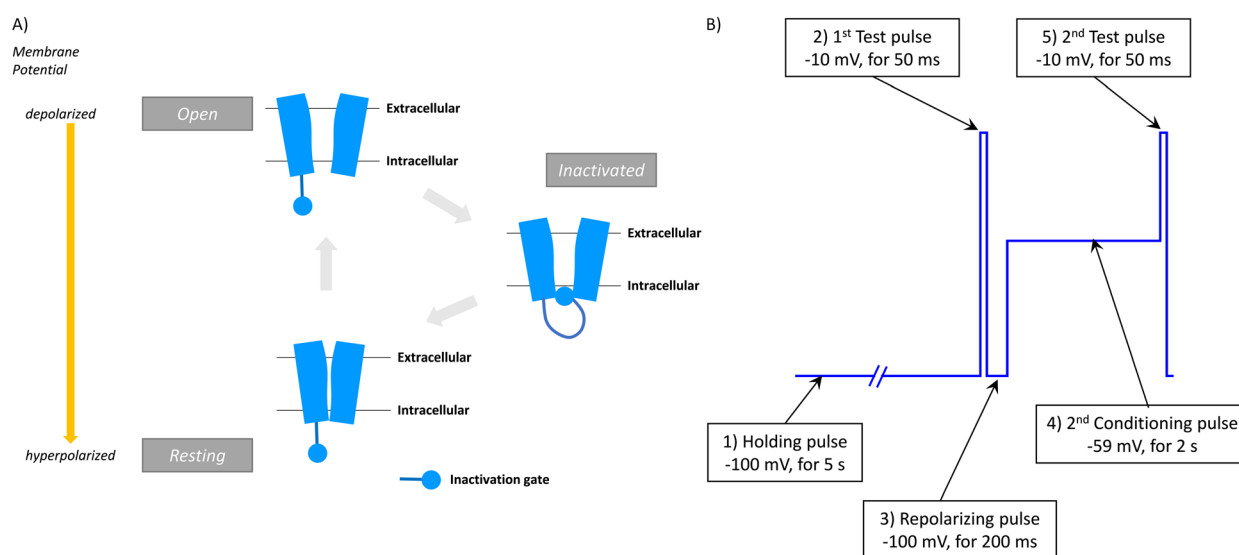 A)
Membrane
Potential
depolarized
Open
Extracellular
Intracellular
Inactivated
Extracellular
Intracellular
Extracellular
Intracellular
hyperpolarized
Resting
Inactivation gate
B)
2) 1st Test pulse
-10 mV, for 50 ms
5) 2nd Test pulse
-10 mV, for 50 ms
1) Holding pulse
-100 mV, for 5 s
4) 2nd Conditioning pulse
-59 mV, for 2 s
3) Repolarizing pulse
-100 mV, for 200 ms